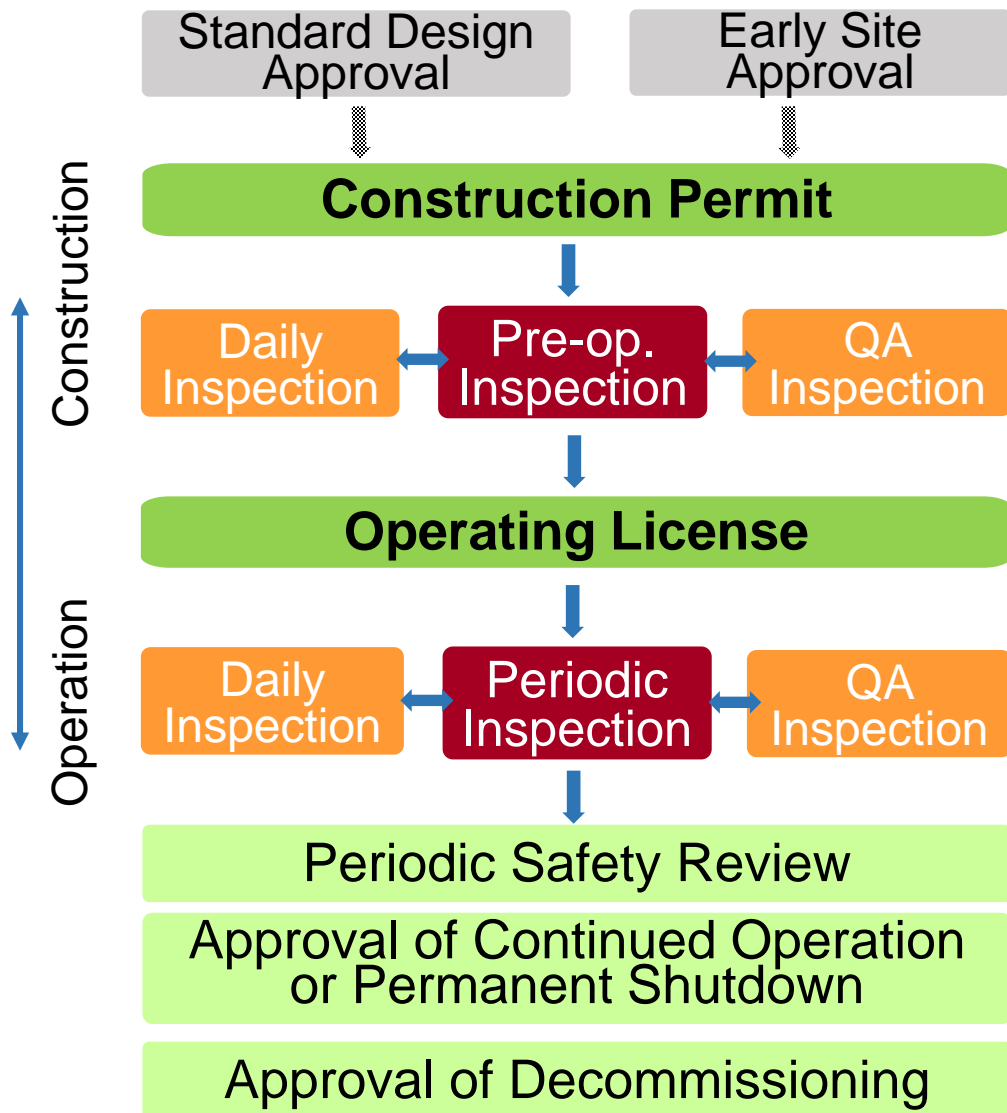 Standard Design
Approval
Early Site
Approval
Construction
Construction Permit
Daily
Inspection
Pre-op.
Inspection
QA
Inspection
Operating License
Operation
Daily
Inspection
Periodic
Inspection
QA
Inspection
Periodic Safety Review
Approval of Continued Operation
or Permanent Shutdown
Approval of Decommissioning